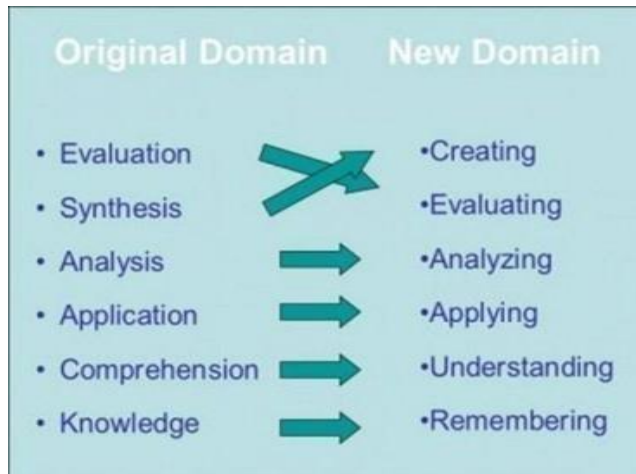 Original Domain New Domain
• Evaluation •Creating
• Synthesis •Evaluating
• Analysis •Analyzing
• Application •Applying
• Comprehension •Understanding
• Knowledge •Remembering